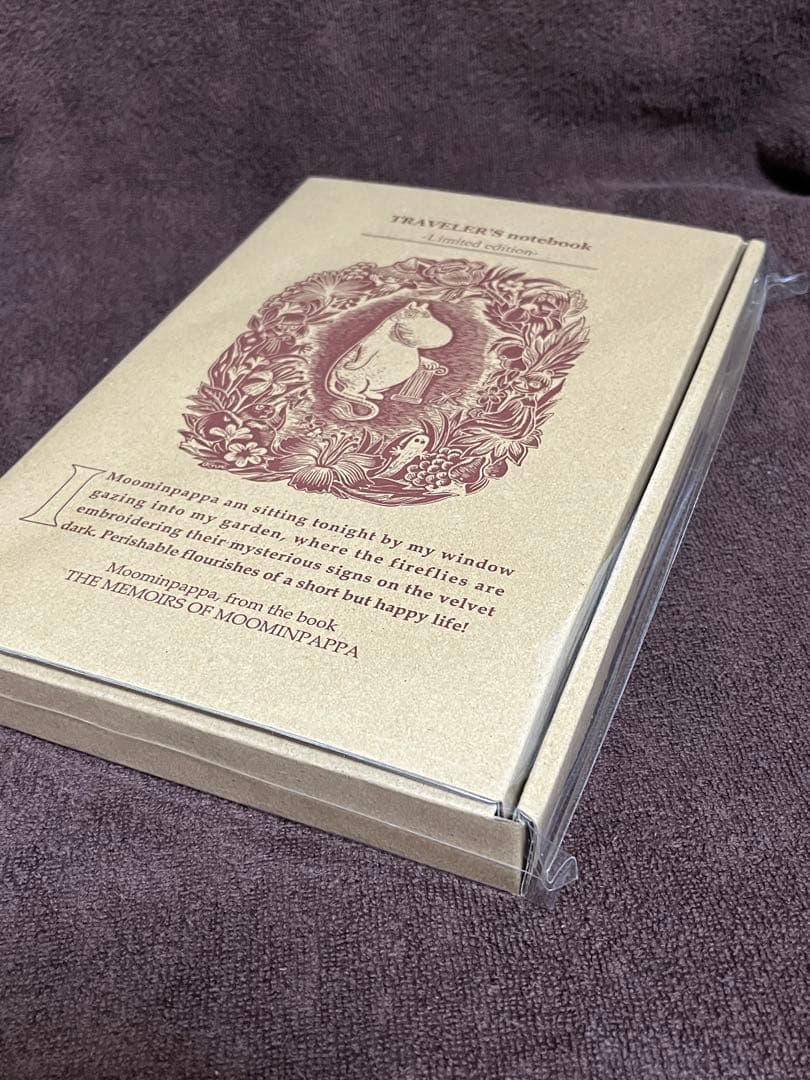 TRAVELER'S notebook
-Limited edition-
I Moominpappa am sitting tonight by my window
gazing into my garden, where the fireflies are
embroidering their mysterious signs on the velvet
dark. Perishable flourishes of a short but happy life!
Moominpappa, from the book
THE MEMOIRS OF MOOMINPAPPA